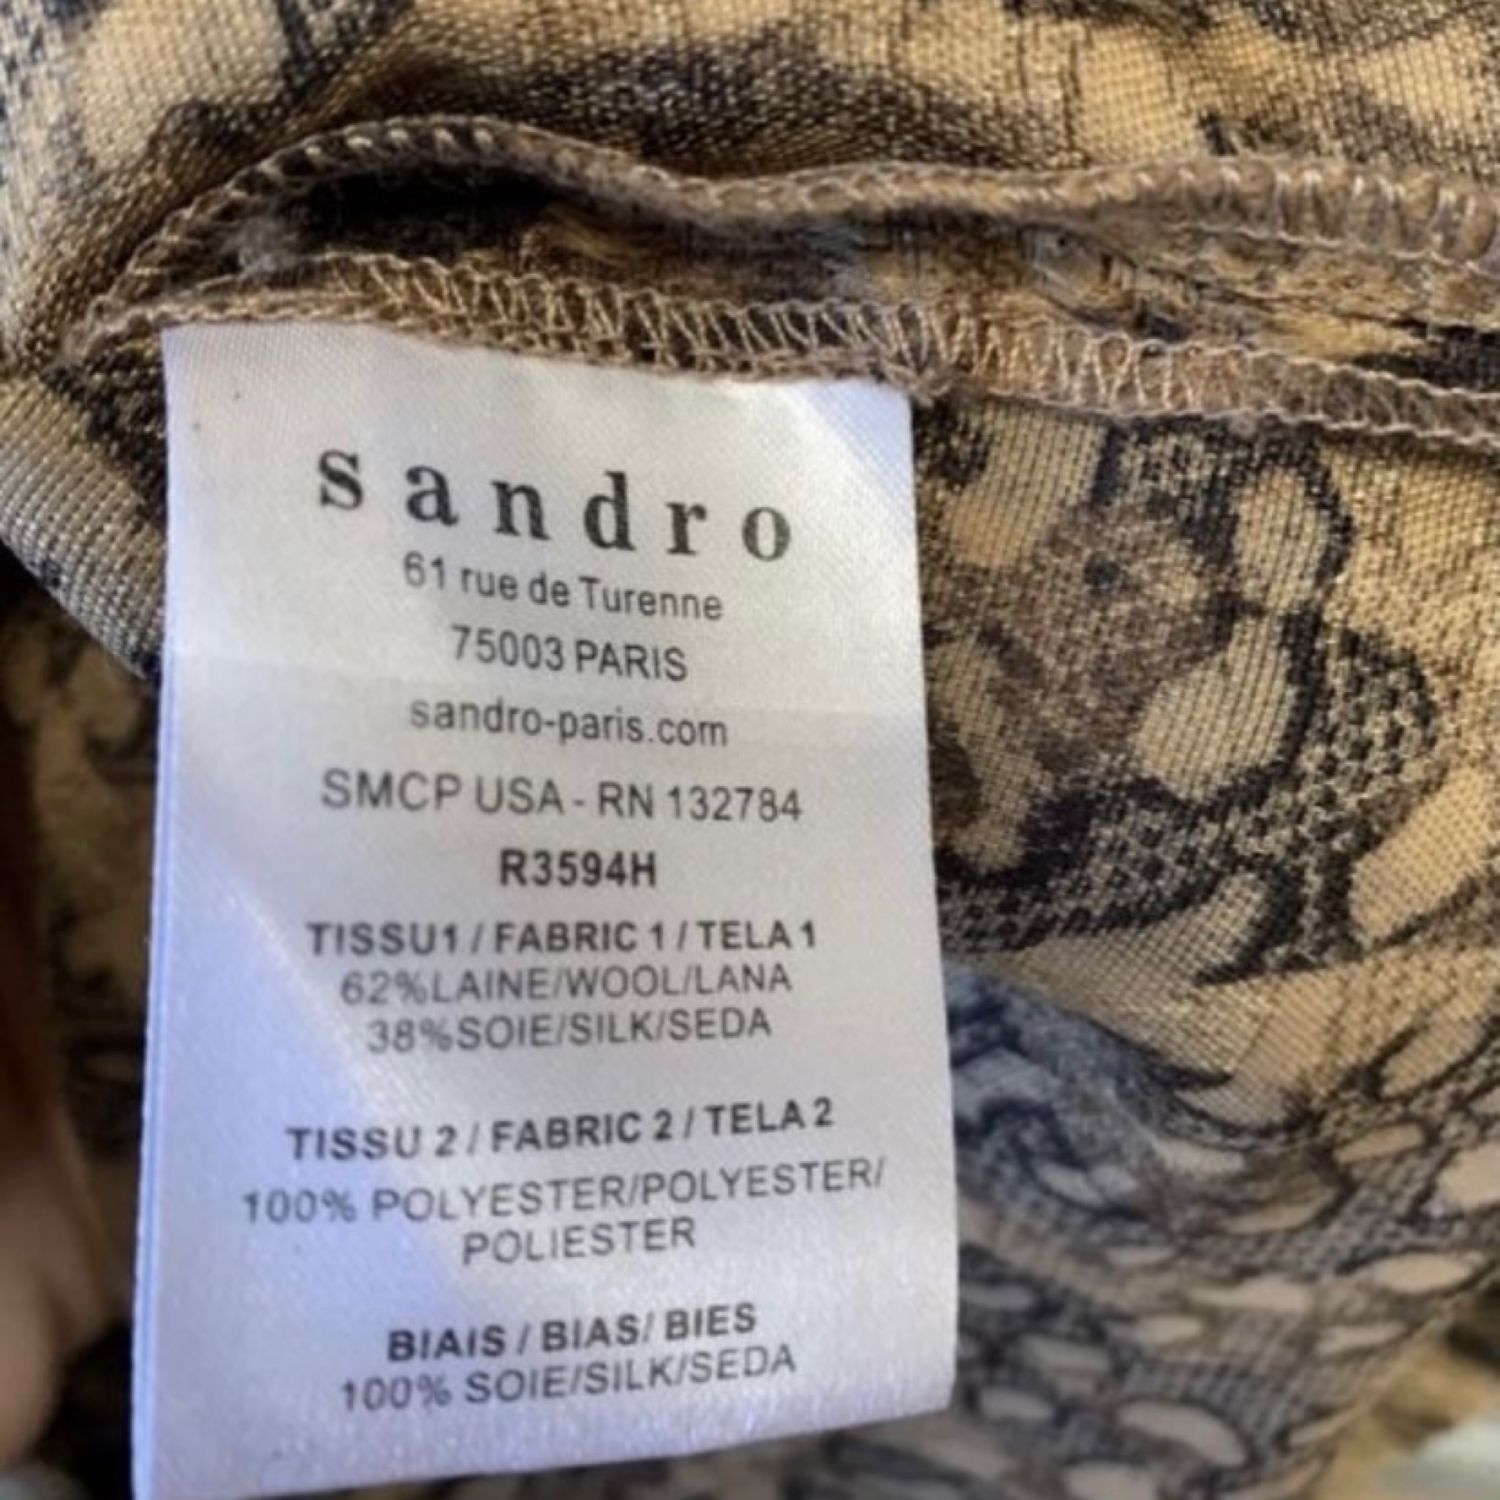 sandro
61 rue de Turenne
75003 PARIS
sandro-paris.com
SMCP USA - RN 132784
R3594H
TISSU1 / FABRIC 1 / TELA 1
62%LAINE/WOOL/LANA
38%SOIE/SILK/SEDA
TISSU 2 / FABRIC 2 / TELA 2
100% POLYESTER/POLYESTER/
POLIESTER
BIAIS / BIAS/ BIES
100% SOIE/SILK/SEDA